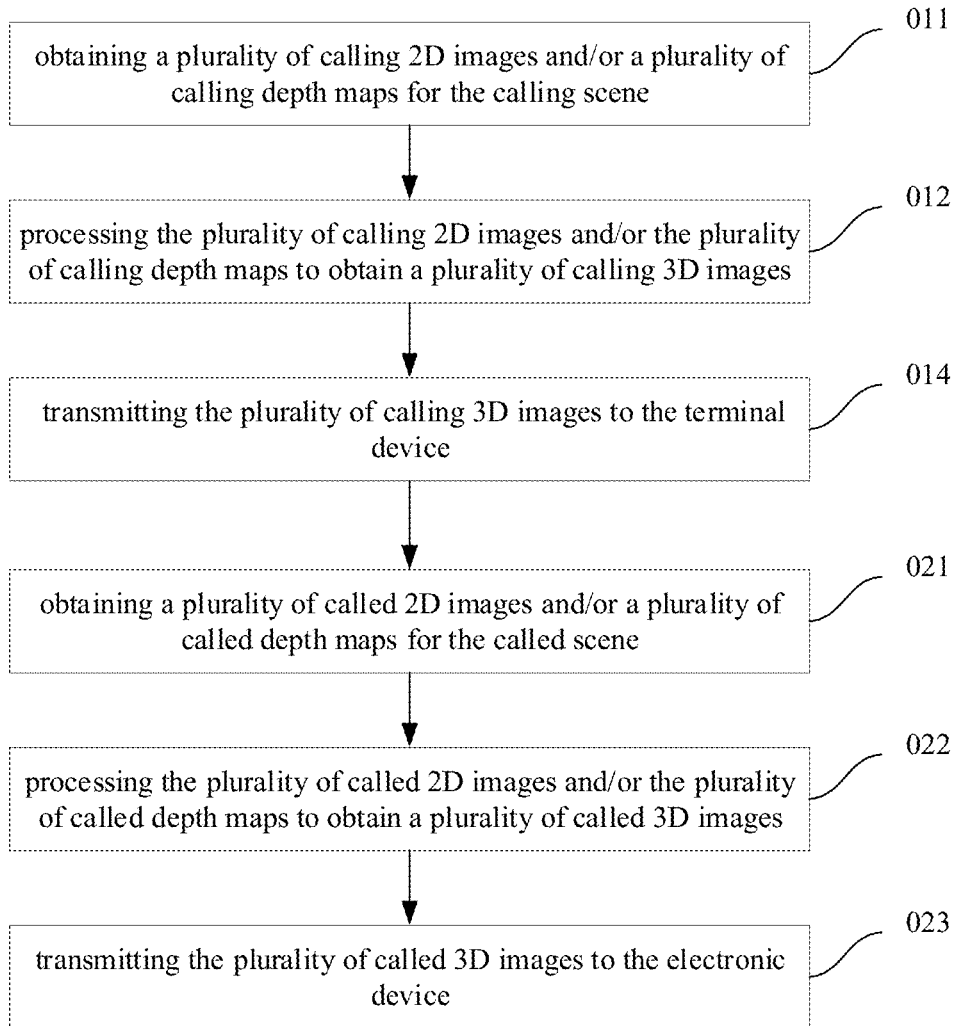 011
obtaining a plurality of calling 2D images and/or a plurality of
calling depth maps for the calling scene
012
processing the plurality of calling 2D images and/or the plurality
of calling depth maps to obtain a plurality of calling 3D images
014
transmitting the plurality of calling 3D images to the terminal
device
021
obtaining a plurality of called 2D images and/or a plurality of
called depth maps for the called scene
022
processing the plurality of called 2D images and/or the plurality
of called depth maps to obtain a plurality of called 3D images
023
transmitting the plurality of called 3D images to the electronic
device